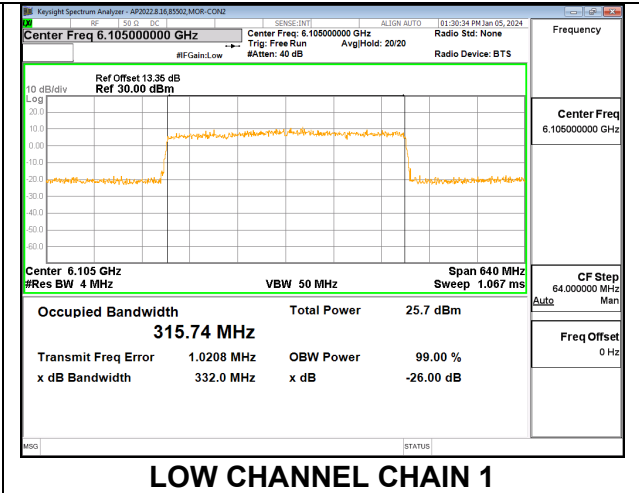 Keysight Spectrum Analyzer - AP2022.8.16,85502,MOR-CONZ
RF 50 Ω DC SENSE:INT ALIGN AUTO 01:30:34 PM Jan 05, 2024
Center Freq 6.105000000 GHz Center Freq: 6.105000000 GHz Radio Std: None Frequency
Trig: Free Run Avg|Hold: 20/20
#IFGain:Low #Atten: 40 dB Radio Device: BTS
Ref Offset 13.35 dB
10 dB/div Ref 30.00 dBm
Log
20.0
10.0
0.00
-10.0
-20.0
-30.0
-40.0
-50.0
-60.0
Center Freq
6.105000000 GHz
Center 6.105 GHz Span 640 MHz
#Res BW 4 MHz VBW 50 MHz Sweep 1.067 ms
CF Step
64.000000 MHz
Auto Man
Occupied Bandwidth Total Power 25.7 dBm
315.74 MHz
Freq Offset
0 Hz
Transmit Freq Error 1.0208 MHz OBW Power 99.00 %
x dB Bandwidth 332.0 MHz x dB -26.00 dB
MSG STATUS
LOW CHANNEL CHAIN 1